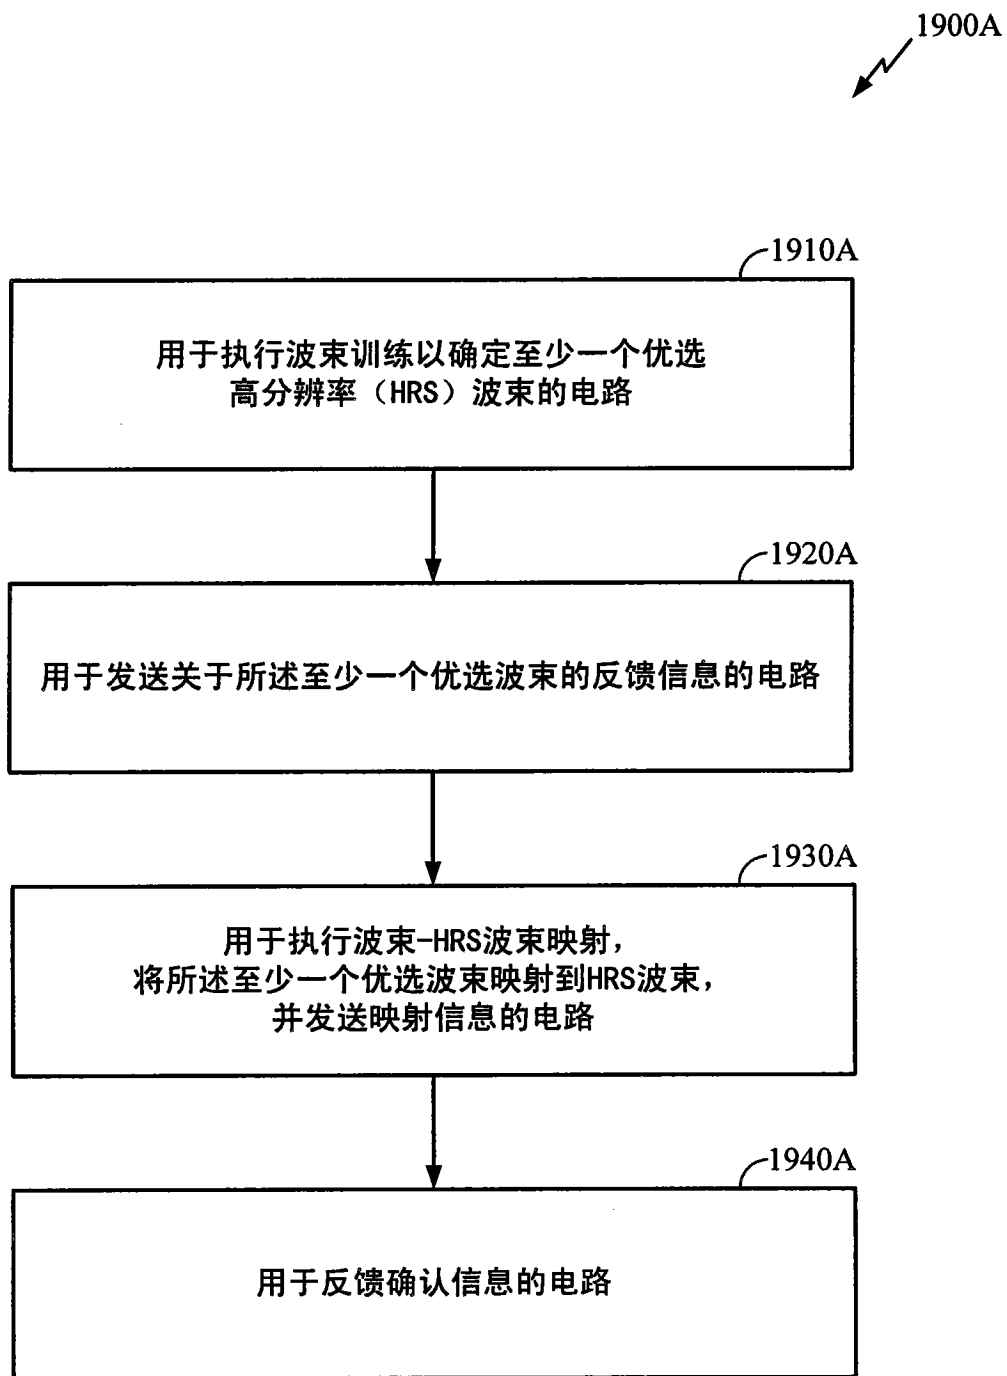 1900A
1910A
用于执行波束训练以确定至少一个优选
高分辨率（HRS）波束的电路
1920A
用于发送关于所述至少一个优选波束的反馈信息的电路
1930A
用于执行波束-HRS波束映射，
将所述至少一个优选波束映射到HRS波束，
并发送映射信息的电路
1940A
用于反馈确认信息的电路